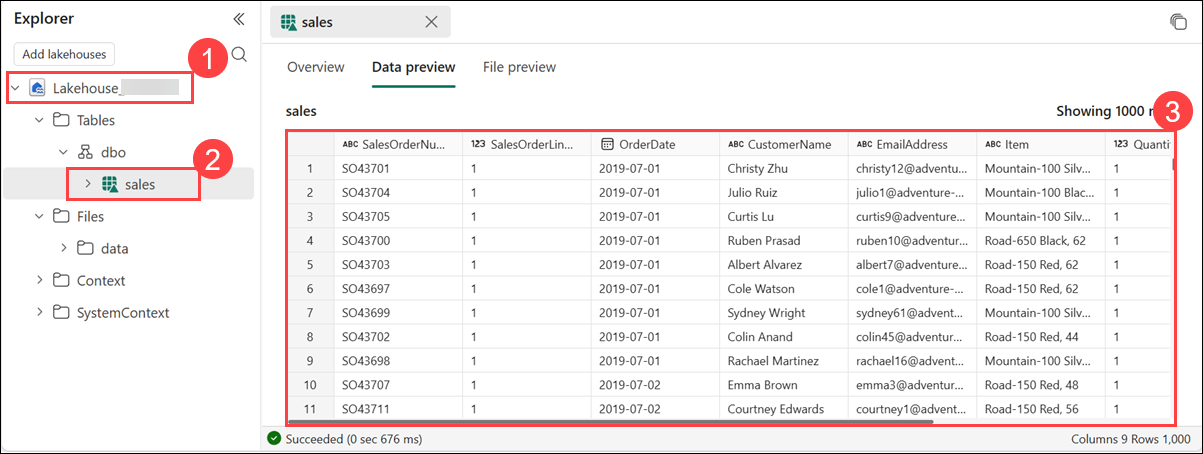 Explorer
Add lakehouses
1
Lakehouse_
Tables
dbo
2
sales
Files
data
Context
SystemContext
sales
Overview Data preview File preview
sales
Showing 1000 r
3
ABC SalesOrderNu... 123 SalesOrderLin... OrderDate ABC CustomerName ABC EmailAddress ABC Item 123 Quanti
1 SO43701 1 2019-07-01 Christy Zhu christy12@adventu... Mountain-100 Silv... 1
2 SO43704 1 2019-07-01 Julio Ruiz julio1@adventure-... Mountain-100 Blac... 1
3 SO43705 1 2019-07-01 Curtis Lu curtis9@adventure... Mountain-100 Silv... 1
4 SO43700 1 2019-07-01 Ruben Prasad ruben10@adventur... Road-650 Black, 62 1
5 SO43703 1 2019-07-01 Albert Alvarez albert7@adventure... Road-150 Red, 62 1
6 SO43697 1 2019-07-01 Cole Watson cole1@adventure-... Road-150 Red, 62 1
7 SO43699 1 2019-07-01 Sydney Wright sydney61@adventu... Mountain-100 Silv... 1
8 SO43702 1 2019-07-01 Colin Anand colin45@adventur... Road-150 Red, 44 1
9 SO43698 1 2019-07-01 Rachael Martinez rachael16@adventu... Mountain-100 Silv... 1
10 SO43707 1 2019-07-02 Emma Brown emma3@adventur... Road-150 Red, 48 1
11 SO43711 1 2019-07-02 Courtney Edwards courtney1@advent... Road-150 Red, 56 1
Succeeded (0 sec 676 ms)
Columns 9 Rows 1,000